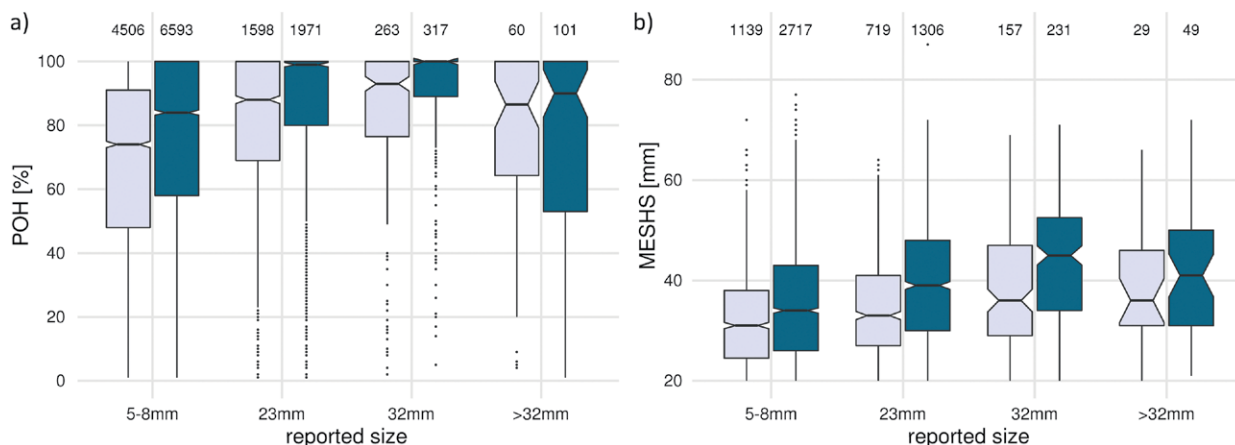 a)
4506 6593 1598 1971 263 317 60 101
100
80
60
40
20
0
POH [%]
5-8mm 23mm 32mm >32mm
reported size
b)
1139 2717 719 1306 157 231 29 49
80
60
40
20
MESHS [mm]
5-8mm 23mm 32mm >32mm
reported size